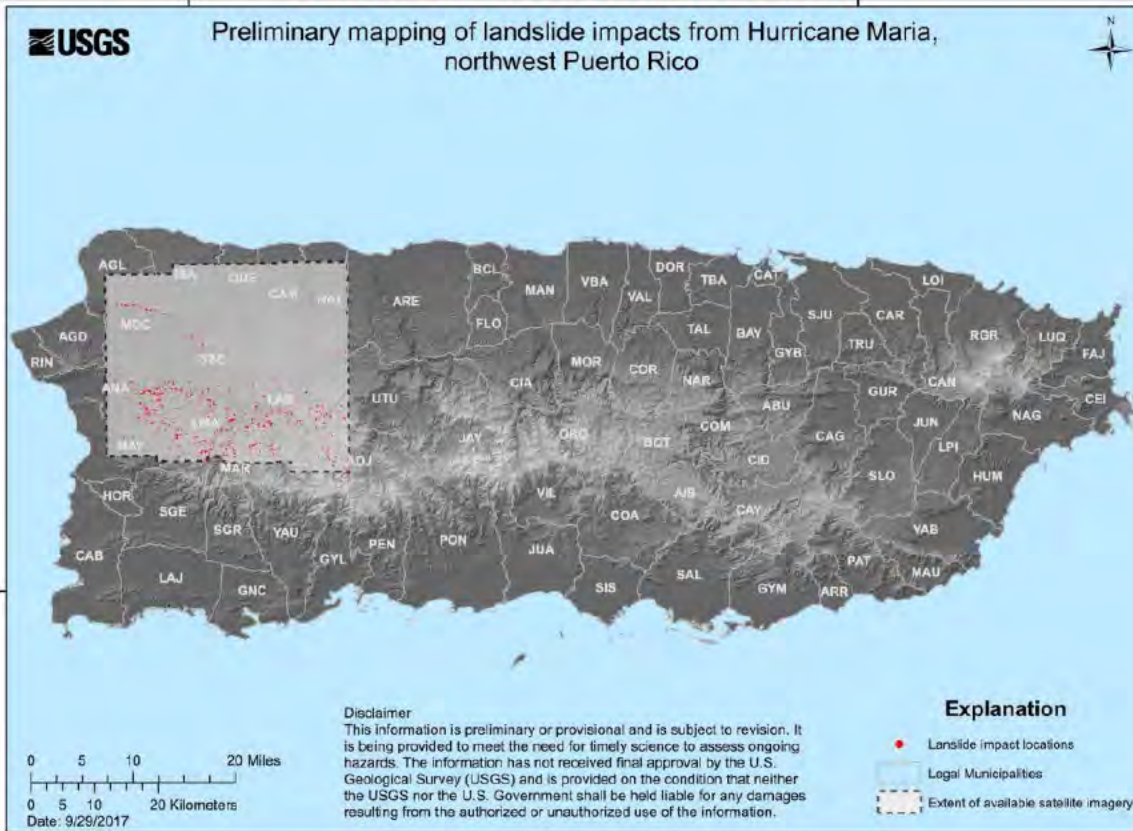 USGS
Preliminary mapping of landslide impacts from Hurricane Maria,
northwest Puerto Rico
N
AGL
ISA
QUE
CAM
HAT
ARE
BCL
MAN
VBA
DOR
VAL
TBA
CAT
LOI
MOC
AGD
RIN
FLO
TAL
BAY
SJU
CAR
RGR
LUQ
FAJ
GYB
TRU
SSC
MOR
COR
NAR
CAN
CEI
ANA
LAR
UTU
CIA
ABU
GUR
NAG
LMA
JAY
ORO
BQT
COM
CAG
JUN
LPI
MAY
MAR
ADJ
CID
SLO
HUM
HOR
SGE
SGR
YAU
GYL
PEN
PON
VIL
COA
AIB
CAY
YAB
CAB
LAJ
GNC
JUA
SIS
SAL
GYM
PAT
ARR
MAU
Disclaimer
This information is preliminary or provisional and is subject to revision. It
is being provided to meet the need for timely science to assess ongoing
hazards. The information has not received final approval by the U.S.
Geological Survey (USGS) and is provided on the condition that neither
the USGS nor the U.S. Government shall be held liable for any damages
resulting from the authorized or unauthorized use of the information.
0 5 10 20 Miles
0 5 10 20 Kilometers
Date: 9/29/2017
Explanation
Lanslide impact locations
Legal Municipalities
Extent of available satellite imagery